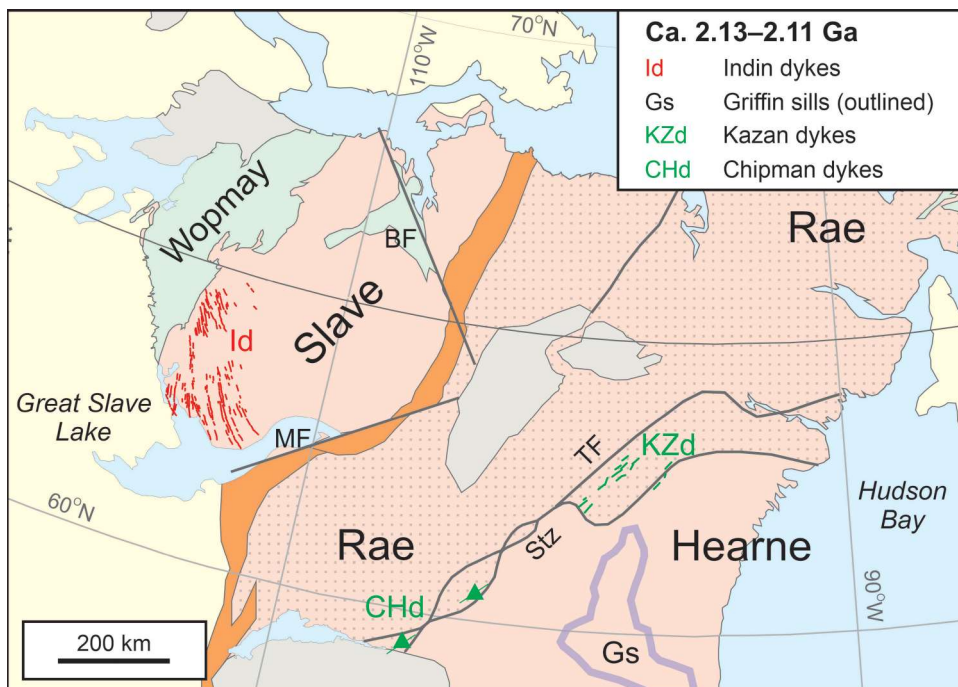 70°N
110°W
Ca. 2.13–2.11 Ga
Id Indin dykes
Gs Griffin sills (outlined)
KZd Kazan dykes
CHd Chipman dykes
Wopmay
BF
Rae
Slave
Id
Great Slave
Lake
MF
TF
KZd
Hudson
Bay
60°N
Rae
Stz
Hearne
CHd
90°W
Gs
200 km